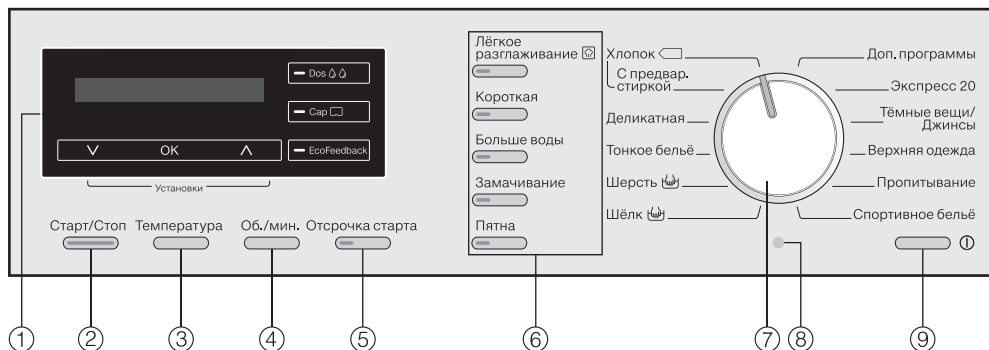 Dos
Cap
EcoFeedback
OK
Установки
Старт/Стоп
Температура
Об./мин.
Отсрочка старта
Лёгкое
разглаживание
Короткая
Больше воды
Замачивание
Пятна
Хлопок
С предвар.
стиркой
Деликатная
Тонкое бельё
Шерсть
Шёлк
Доп. программы
Экспресс 20
Тёмные вещи/
Джинсы
Верхняя одежда
Пропитывание
Спортивное бельё
1
2
3
4
5
6
7
8
9